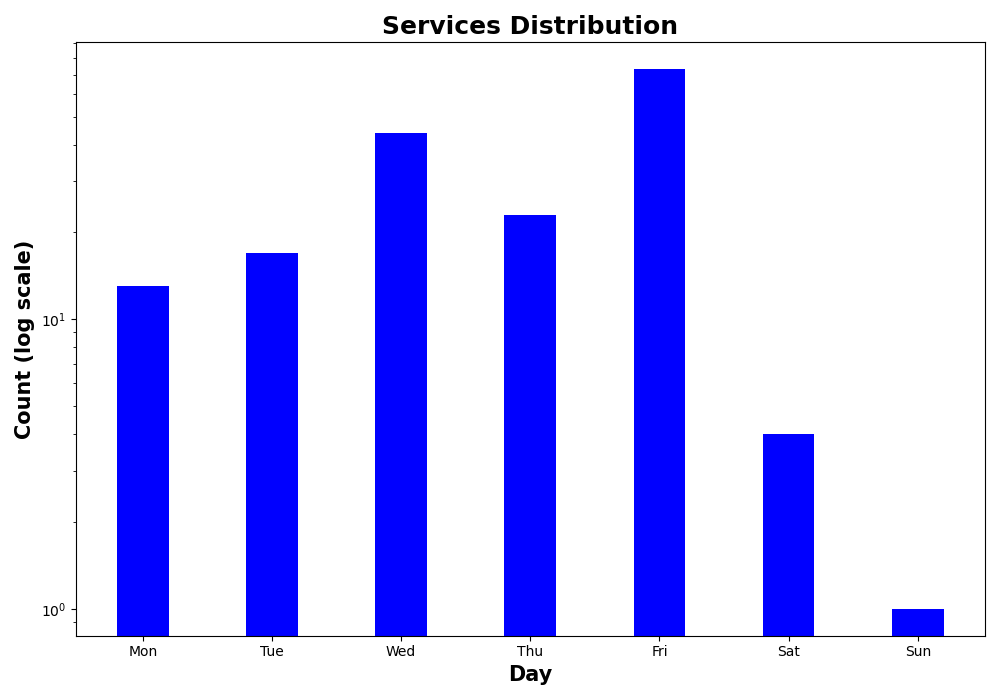 Services Distribution
Count (log scale)
10¹
10⁰
Mon Tue Wed Thu Fri Sat Sun
Day